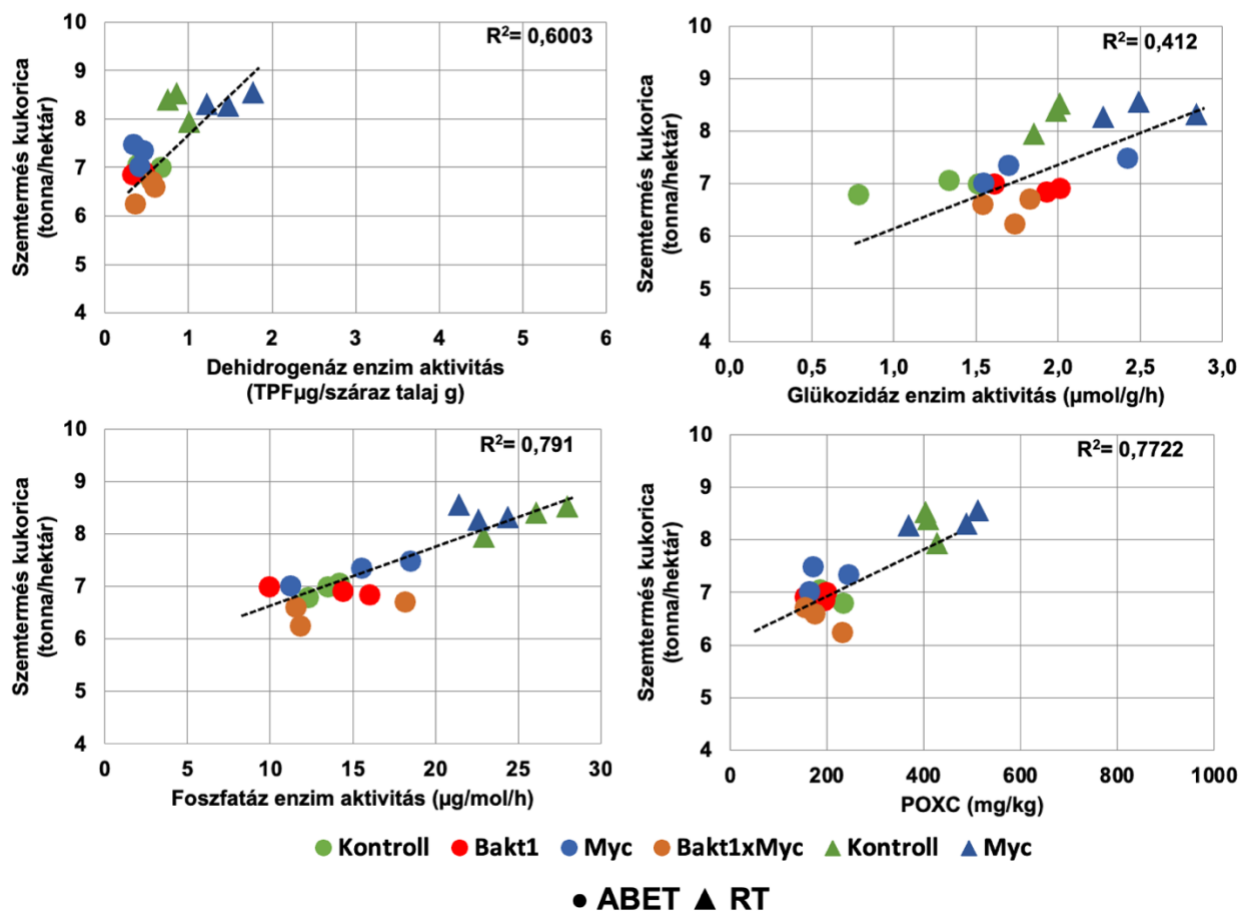 R²= 0,6003
Szemtermés kukorica
(tonna/hektár)
10
9
8
7
6
5
4
0 1 2 3 4 5 6
Dehidrogenáz enzim aktivitás
(TPFµg/száraz talaj g)
R²= 0,412
Szemtermés kukorica
(tonna/hektár)
10
9
8
7
6
5
4
0,0 0,5 1,0 1,5 2,0 2,5 3,0
Glükozidáz enzim aktivitás (µmol/g/h)
R²= 0,791
Szemtermés kukorica
(tonna/hektár)
10
9
8
7
6
5
4
0 5 10 15 20 25 30
Foszfatáz enzim aktivitás (µg/mol/h)
R²= 0,7722
Szemtermés kukorica
(tonna/hektár)
10
9
8
7
6
5
4
0 200 400 600 800 1000
POXC (mg/kg)
Kontroll Bakt1 Myc Bakt1xMyc Kontroll Myc
● ABET ▲ RT